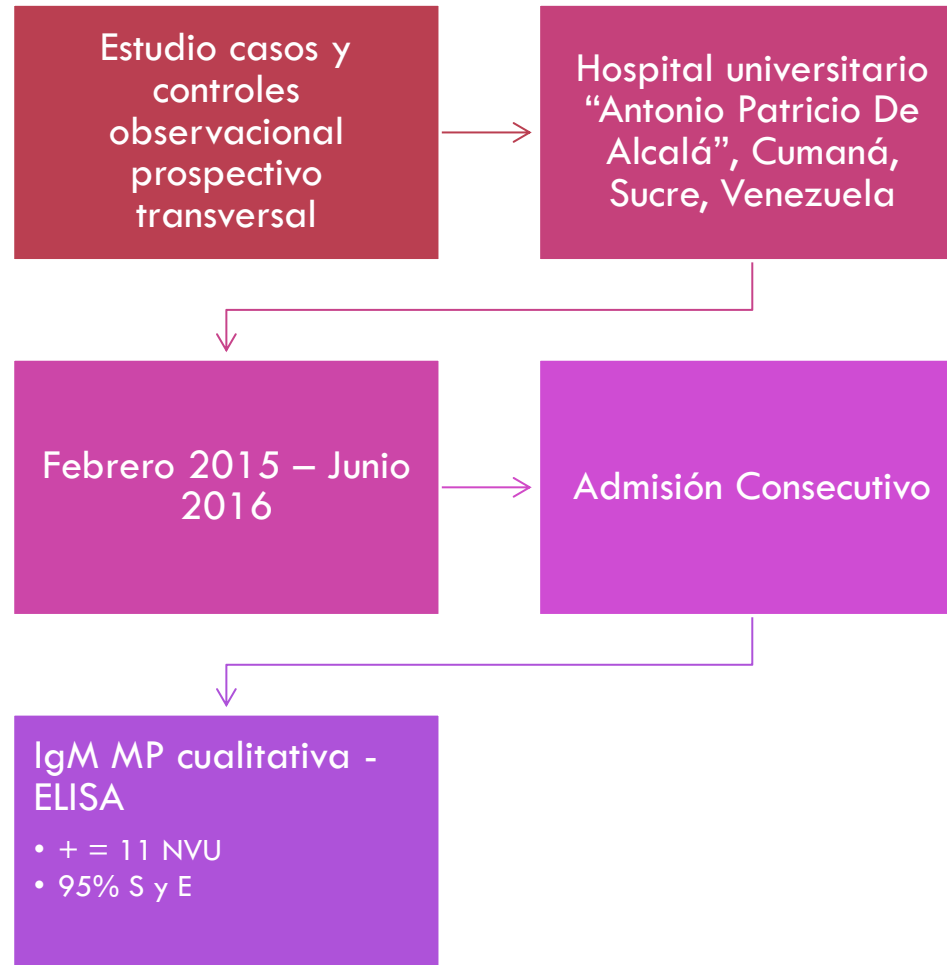 Estudio casos y
controles
observacional
prospectivo
transversal
Hospital universitario
“Antonio Patricio De
Alcalá”, Cumaná,
Sucre, Venezuela
Febrero 2015 – Junio
2016
Admisión Consecutivo
IgM MP cualitativa -
ELISA
• + = 11 NVU
• 95% S y E